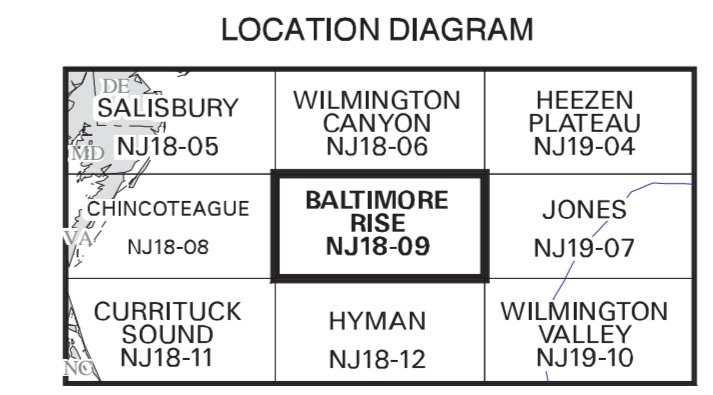 LOCATION DIAGRAM
DE
SALISBURY
MD
NJ18-05
WILMINGTON
CANYON
NJ18-06
HEEZEN
PLATEAU
NJ19-04
CHINCOTEAGUE
VA
NJ18-08
BALTIMORE
RISE
NJ18-09
JONES
NJ19-07
CURRITUCK
SOUND
NJ18-11
NC
HYMAN
NJ18-12
WILMINGTON
VALLEY
NJ19-10